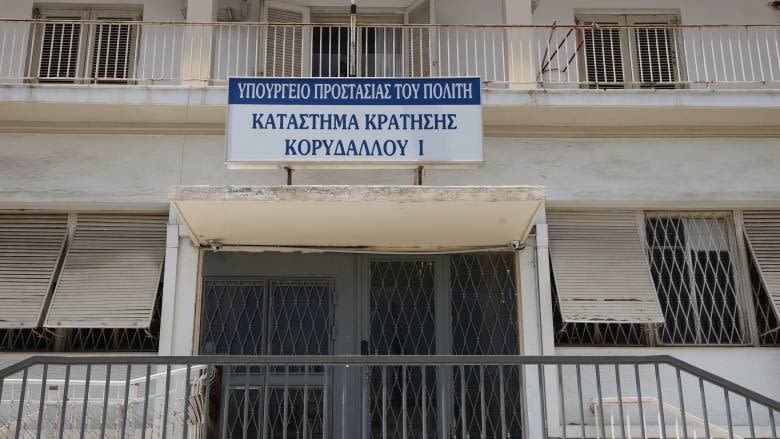 ΥΠΟΥΡΓΕΙΟ ΠΡΟΣΤΑΣΙΑΣ ΤΟΥ ΠΟΛΙΤΗ
ΚΑΤΑΣΤΗΜΑ ΚΡΑΤΗΣΗΣ
ΚΟΡΥΔΑΛΛΟΥ Ι